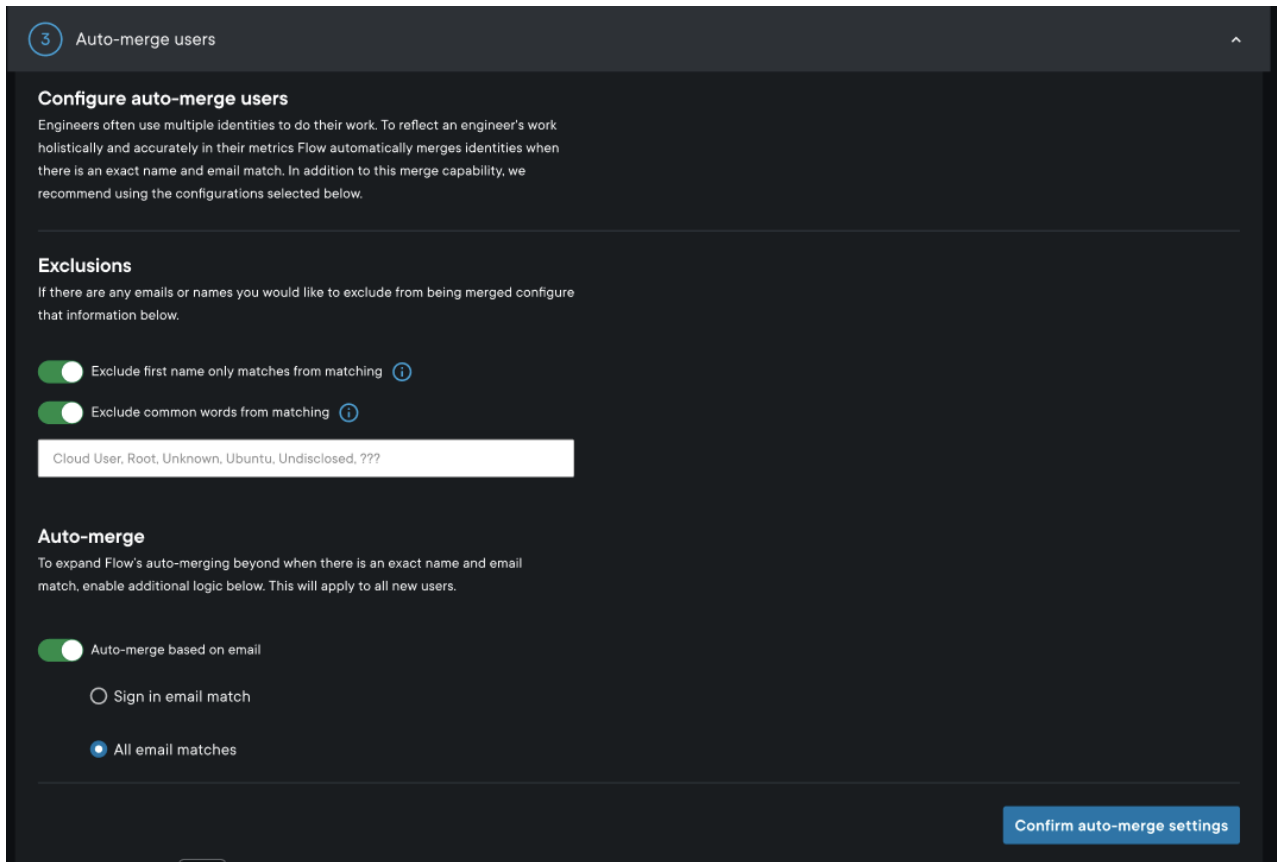 3 Auto-merge users
Configure auto-merge users
Engineers often use multiple identities to do their work. To reflect an engineer's work
holistically and accurately in their metrics Flow automatically merges identities when
there is an exact name and email match. In addition to this merge capability, we
recommend using the configurations selected below.
Exclusions
If there are any emails or names you would like to exclude from being merged configure
that information below.
Exclude first name only matches from matching
Exclude common words from matching
Cloud User, Root, Unknown, Ubuntu, Undisclosed, ???
Auto-merge
To expand Flow's auto-merging beyond when there is an exact name and email
match, enable additional logic below. This will apply to all new users.
Auto-merge based on email
Sign in email match
All email matches
Confirm auto-merge settings